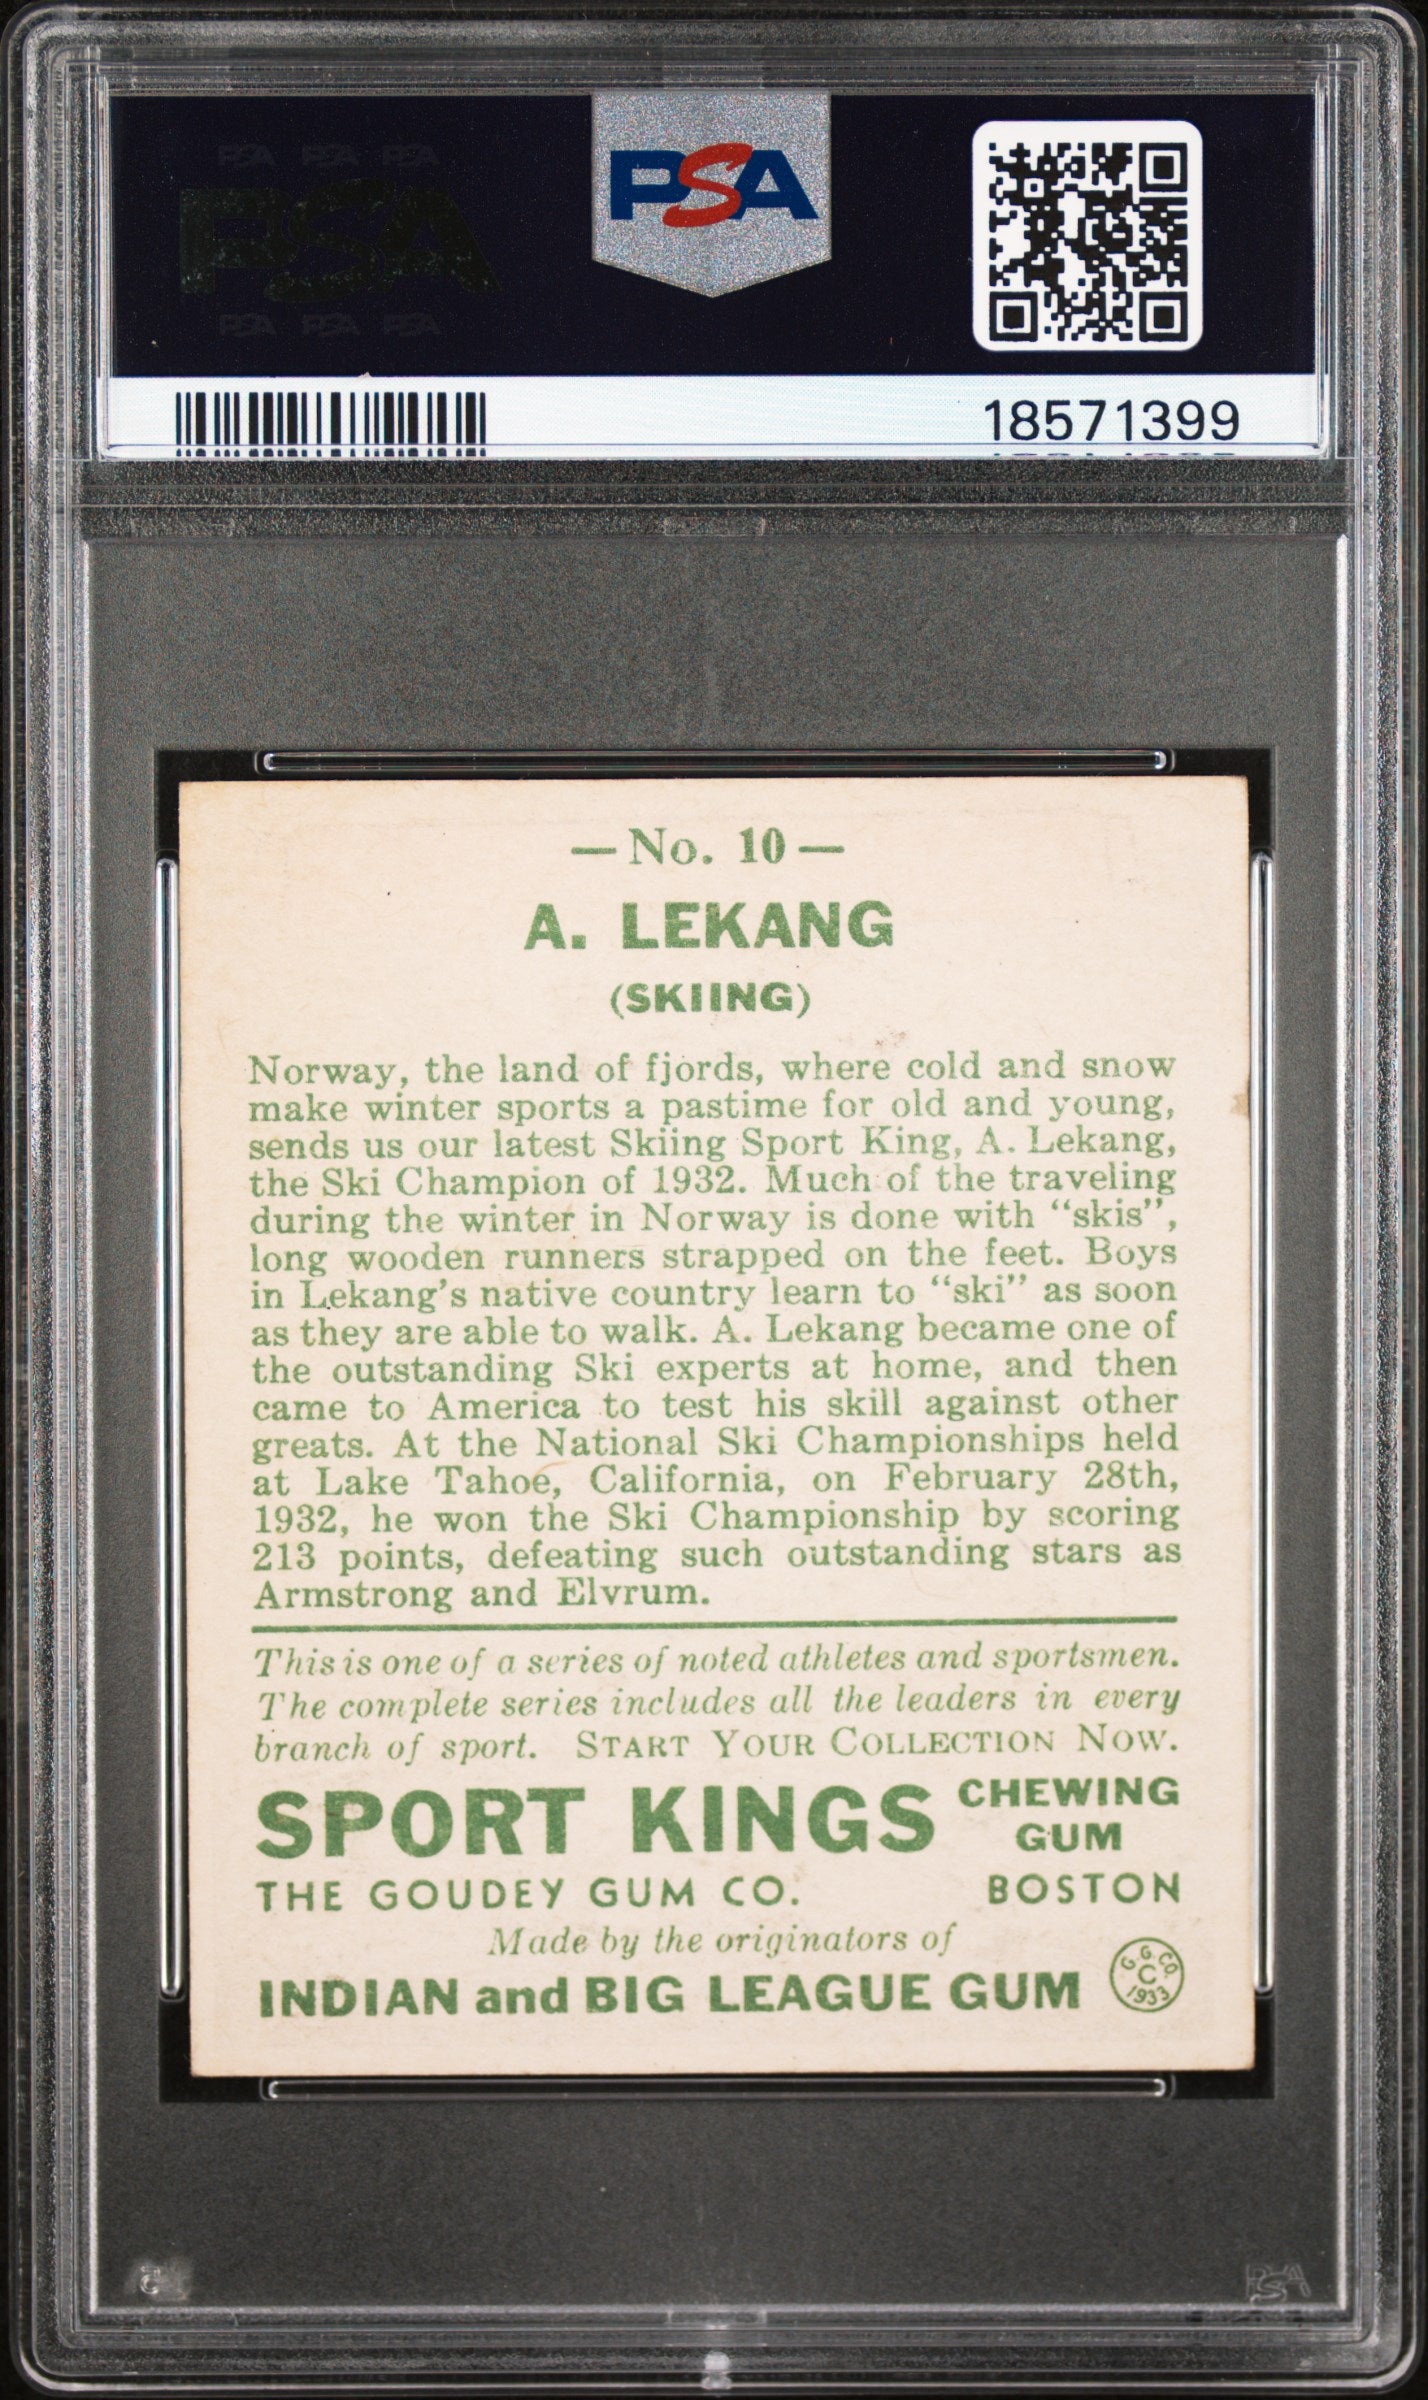 PSA PSA PSA
PSA
PSA PSA PSA
PSA
18571399
—No. 10—
A. LEKANG
(SKIING)
Norway, the land of fjords, where cold and snow
make winter sports a pastime for old and young,
sends us our latest Skiing Sport King, A. Lekang,
the Ski Champion of 1932. Much of the traveling
during the winter in Norway is done with "skis",
long wooden runners strapped on the feet. Boys
in Lekang's native country learn to "ski" as soon
as they are able to walk. A. Lekang became one of
the outstanding Ski experts at home, and then
came to America to test his skill against other
greats. At the National Ski Championships held
at Lake Tahoe, California, on February 28th,
1932, he won the Ski Championship by scoring
213 points, defeating such outstanding stars as
Armstrong and Elvrum.
This is one of a series of noted athletes and sportsmen.
The complete series includes all the leaders in every
branch of sport. START YOUR COLLECTION NOW.
SPORT KINGS CHEWING GUM
THE GOUDEY GUM CO. BOSTON
Made by the originators of
INDIAN and BIG LEAGUE GUM
G. G. CO.
C
1933
PSA